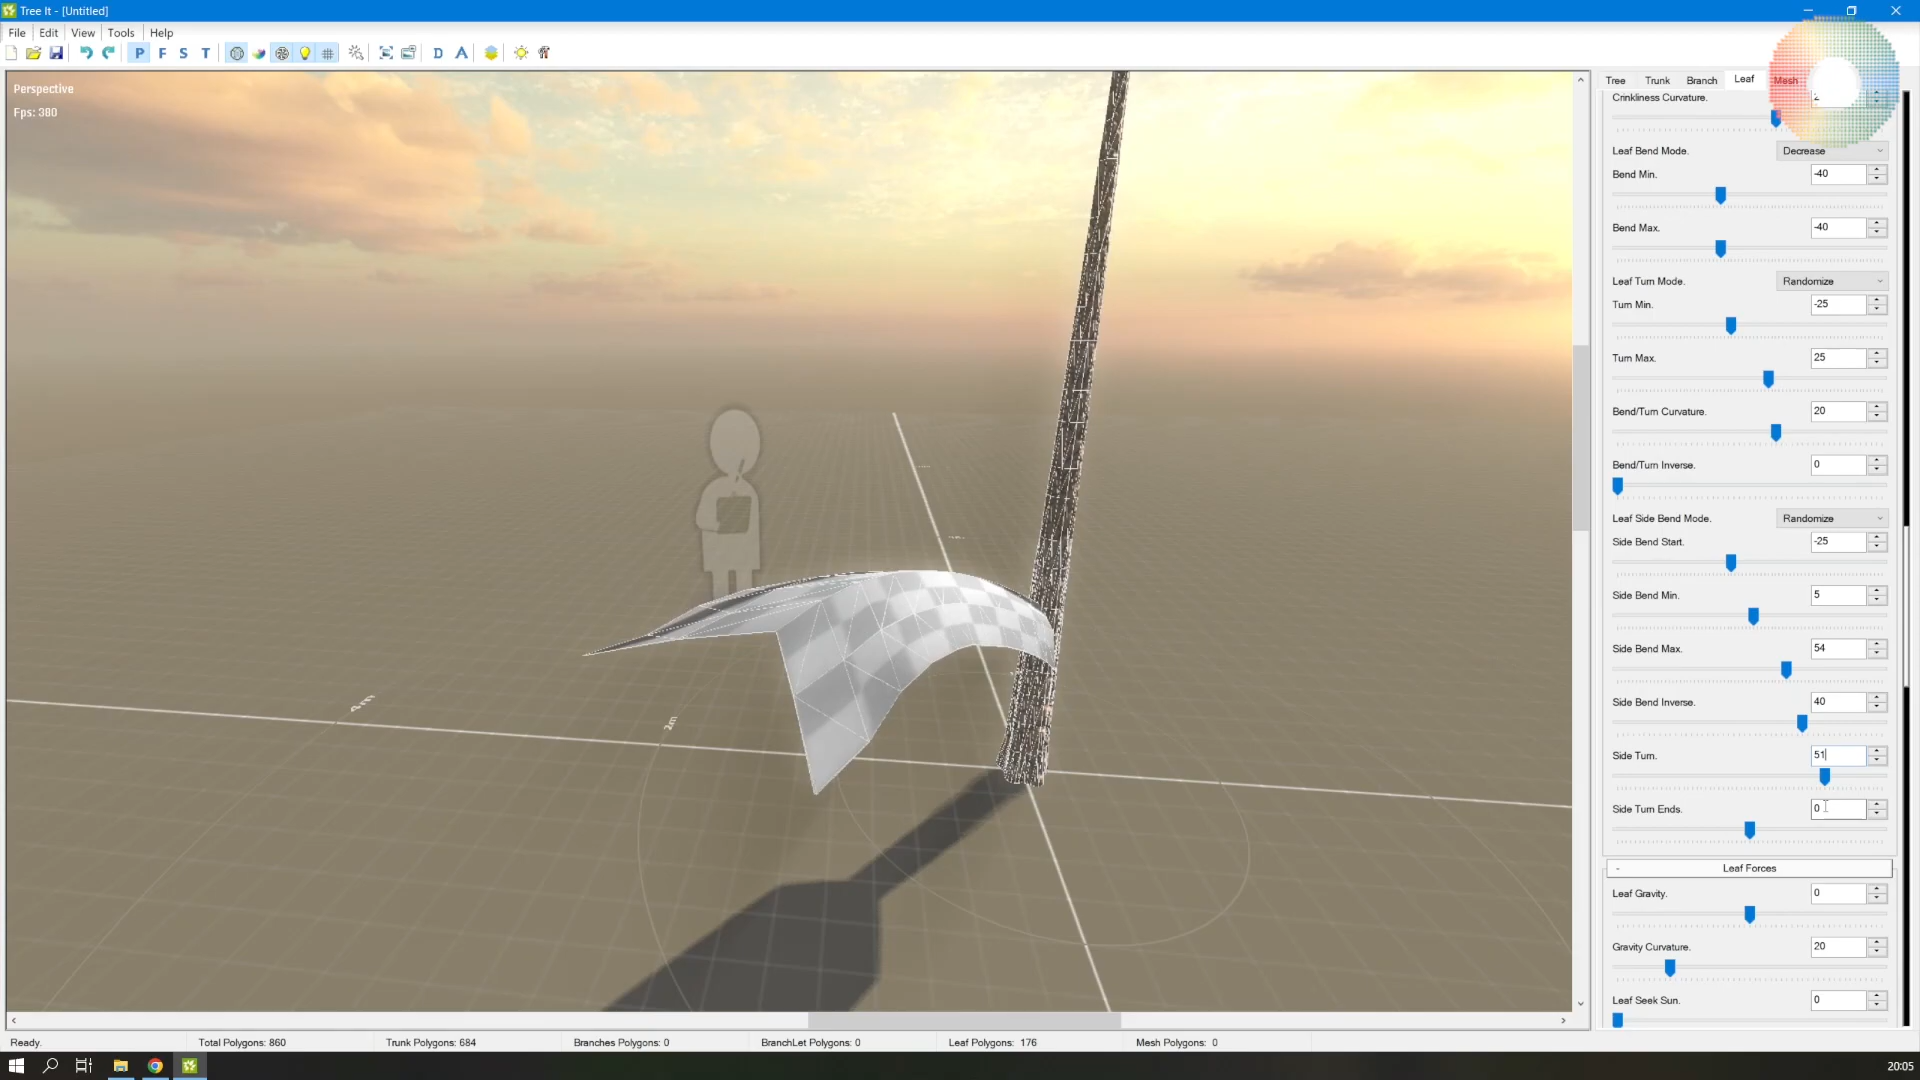 Tree It - [Untitled]
File Edit View Tools Help
P F S T D A
Perspective
Fps: 380
4m
2m
Tree Trunk Branch Leaf Mesh
Crinkliness Curvature. 2
Leaf Bend Mode. Decrease
Bend Min. -40
Bend Max. -40
Leaf Turn Mode. Randomize
Turn Min. -25
Turn Max. 25
Bend/Turn Curvature. 20
Bend/Turn Inverse. 0
Leaf Side Bend Mode. Randomize
Side Bend Start. -25
Side Bend Min. 5
Side Bend Max. 54
Side Bend Inverse. 40
Side Turn. 51
Side Turn Ends. 0
- Leaf Forces
Leaf Gravity. 0
Gravity Curvature. 20
Leaf Seek Sun. 0
Ready. Total Polygons: 860 Trunk Polygons: 684 Branches Polygons: 0 BranchLet Polygons: 0 Leaf Polygons: 176 Mesh Polygons: 0
20:05